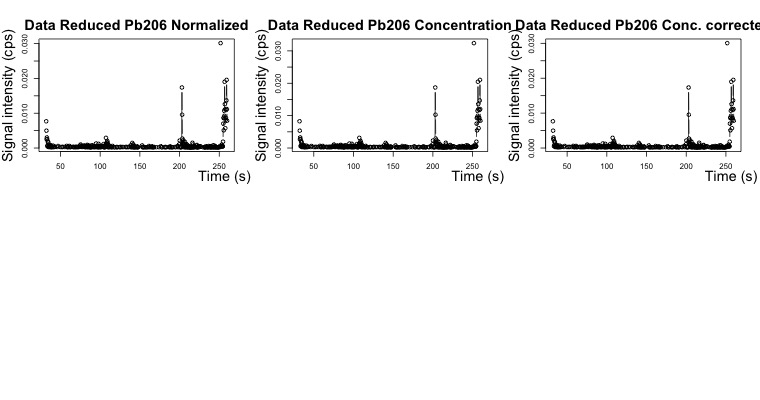 Data Reduced Pb206 Normalized
Signal intensity (cps)
0.000 0.010 0.020 0.030
50 100 150 200 250
Time (s)
Data Reduced Pb206 Concentration
Signal intensity (cps)
0.000 0.010 0.020 0.030
50 100 150 200 250
Time (s)
Data Reduced Pb206 Conc. correcte
Signal intensity (cps)
0.000 0.010 0.020 0.030
50 100 150 200 250
Time (s)